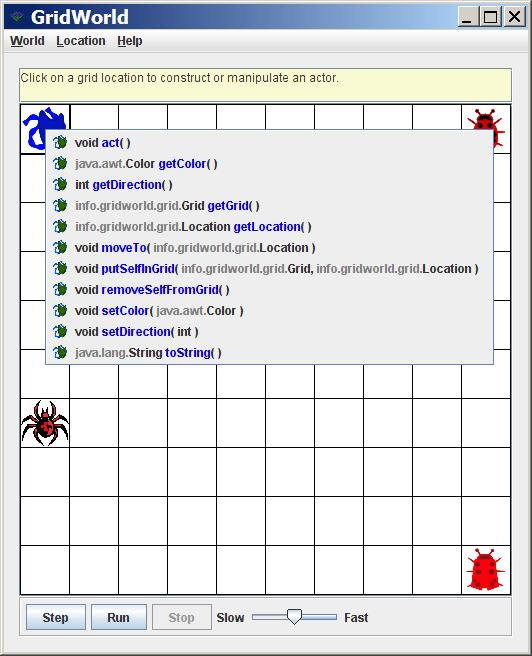 GridWorld
World Location Help
Click on a grid location to construct or manipulate an actor.
void act( )
java.awt.Color getColor( )
int getDirection( )
info.gridworld.grid.Grid getGrid( )
info.gridworld.grid.Location getLocation( )
void moveTo( info.gridworld.grid.Location )
void putSelfInGrid( info.gridworld.grid.Grid, info.gridworld.grid.Location )
void removeSelfFromGrid( )
void setColor( java.awt.Color )
void setDirection( int )
java.lang.String toString( )
Step Run Stop Slow Fast